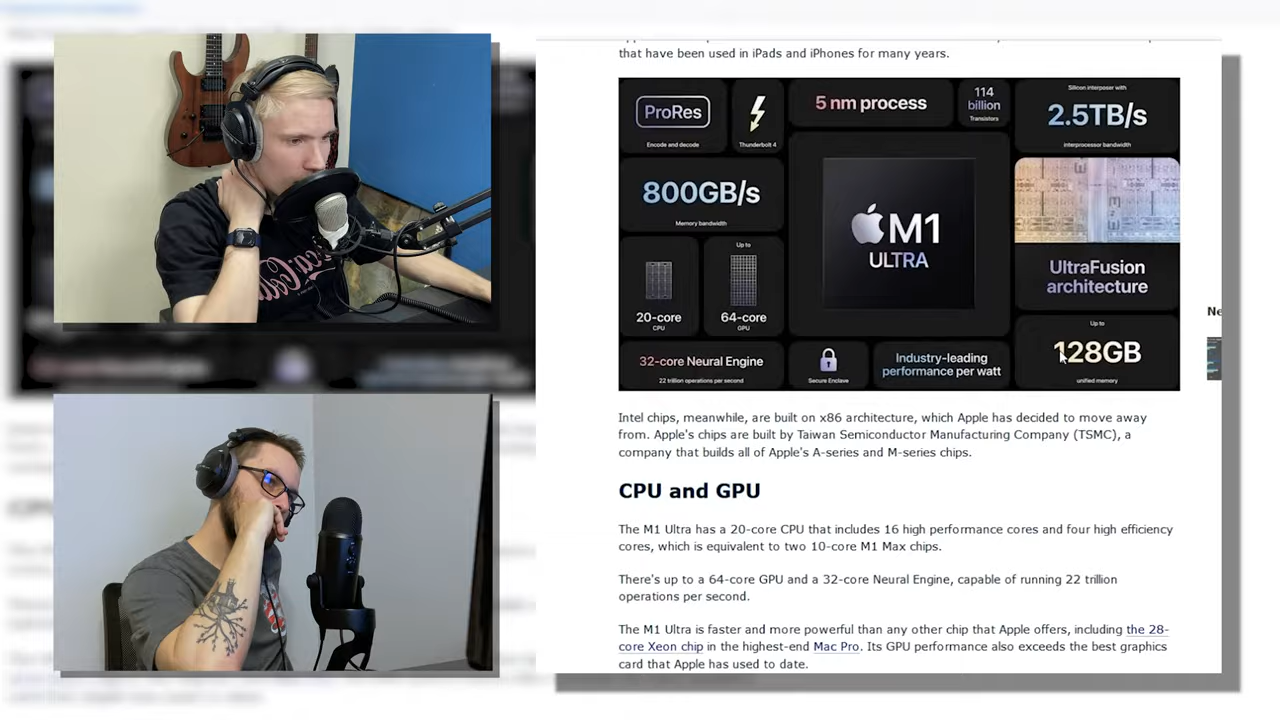 that have been used in iPads and iPhones for many years.
ProRes
Encode and decode
Thunderbolt 4
5 nm process
114
billion
Transistors
Silicon interposer with
2.5TB/s
interprocessor bandwidth
800GB/s
Memory bandwidth
M1
ULTRA
UltraFusion
architecture
20-core
CPU
Up to
64-core
GPU
32-core Neural Engine
22 trillion operations per second
Secure Enclave
Industry-leading
performance per watt
Up to
128GB
unified memory
Intel chips, meanwhile, are built on x86 architecture, which Apple has decided to move away
from. Apple's chips are built by Taiwan Semiconductor Manufacturing Company (TSMC), a
company that builds all of Apple's A-series and M-series chips.
CPU and GPU
The M1 Ultra has a 20-core CPU that includes 16 high performance cores and four high efficiency
cores, which is equivalent to two 10-core M1 Max chips.
There's up to a 64-core GPU and a 32-core Neural Engine, capable of running 22 trillion
operations per second.
The M1 Ultra is faster and more powerful than any other chip that Apple offers, including the 28-
core Xeon chip in the highest-end Mac Pro. Its GPU performance also exceeds the best graphics
card that Apple has used to date.